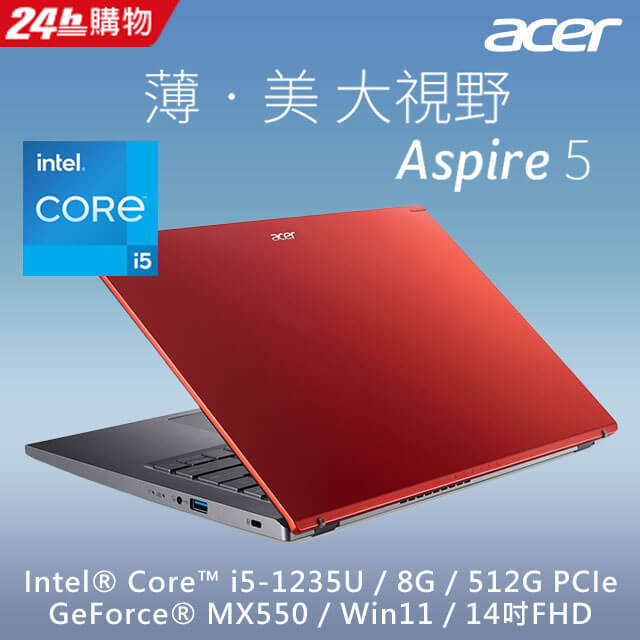 24h購物
acer
薄・美 大視野
Aspire 5
intel.
CORE™
i5
acer
Intel® Core™ i5-1235U / 8G / 512G PCIe
GeForce® MX550 / Win11 / 14吋FHD